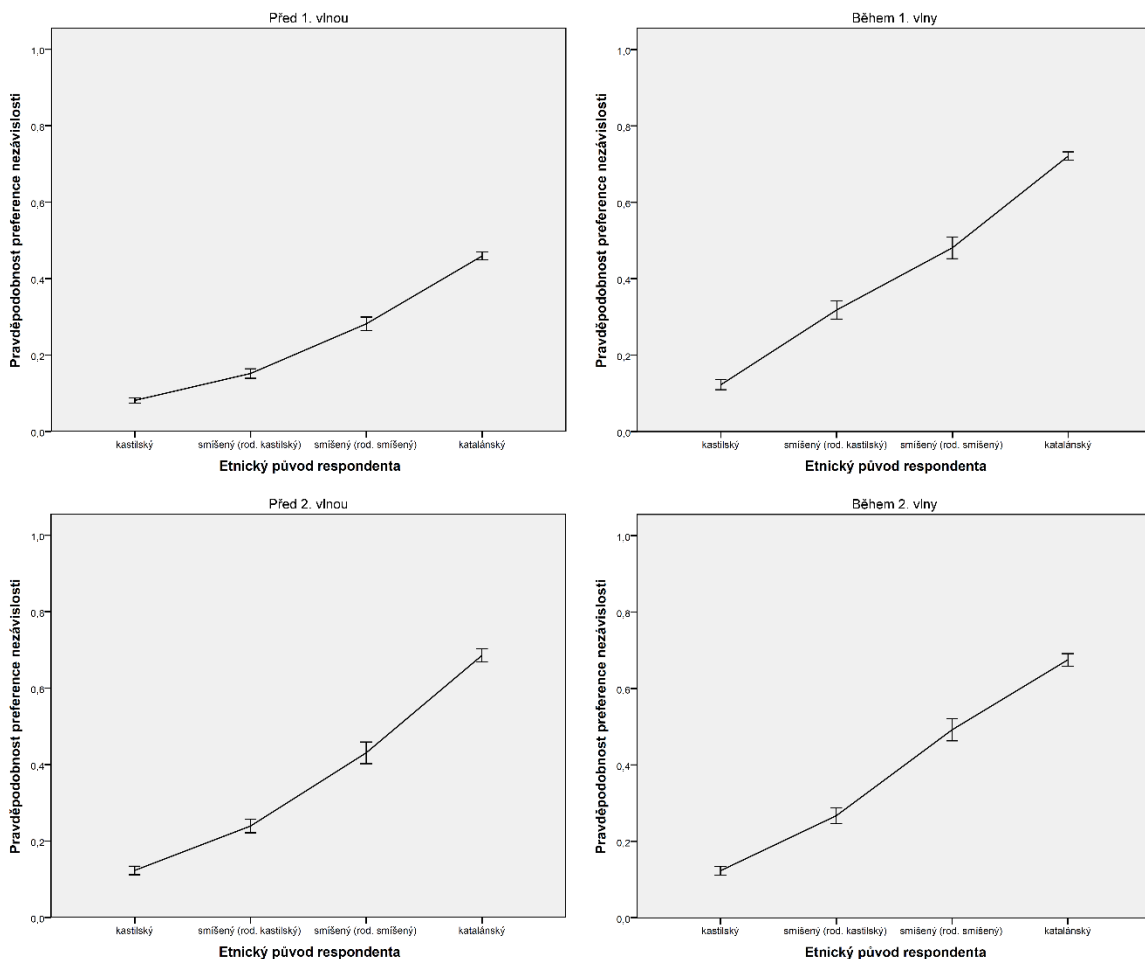 Před 1. vlnou
Pravděpodobnost preference nezávislosti
1,0
0,8
0,6
0,4
0,2
0,0
kastilský
smíšený (rod. kastilský)
smíšený (rod. smíšený)
katalánský
Etnický původ respondenta
Během 1. vlny
Pravděpodobnost preference nezávislosti
1,0
0,8
0,6
0,4
0,2
0,0
kastilský
smíšený (rod. kastilský)
smíšený (rod. smíšený)
katalánský
Etnický původ respondenta
Před 2. vlnou
Pravděpodobnost preference nezávislosti
1,0
0,8
0,6
0,4
0,2
0,0
kastilský
smíšený (rod. kastilský)
smíšený (rod. smíšený)
katalánský
Etnický původ respondenta
Během 2. vlny
Pravděpodobnost preference nezávislosti
1,0
0,8
0,6
0,4
0,2
0,0
kastilský
smíšený (rod. kastilský)
smíšený (rod. smíšený)
katalánský
Etnický původ respondenta